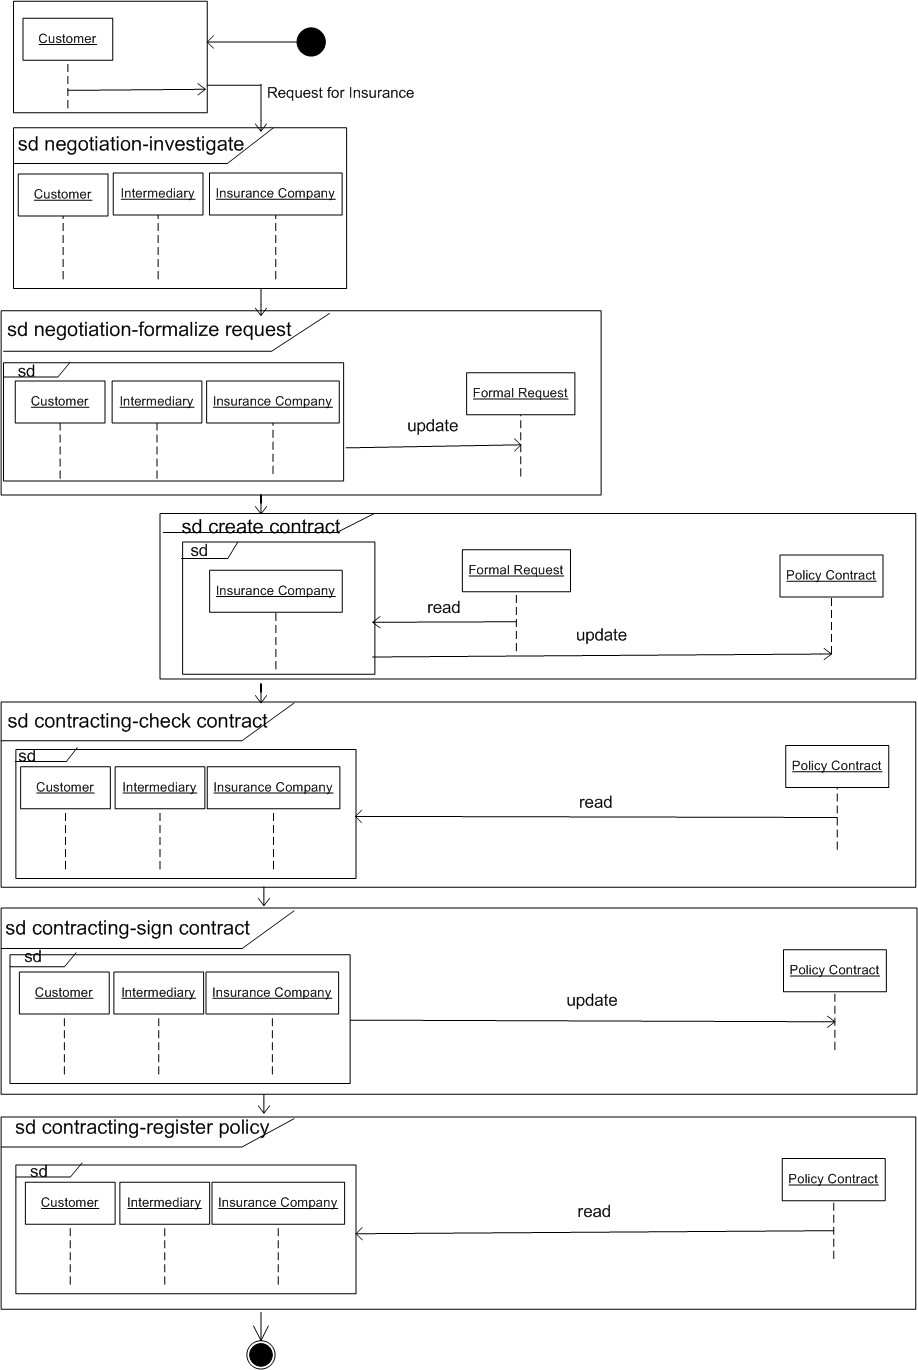 Customer
Request for Insurance
sd negotiation-investigate
Customer
Intermediary
Insurance Company
sd negotiation-formalize request
sd
Customer
Intermediary
Insurance Company
Formal Request
update
sd create contract
sd
Insurance Company
Formal Request
Policy Contract
read
update
sd contracting-check contract
sd
Customer
Intermediary
Insurance Company
Policy Contract
read
sd contracting-sign contract
sd
Customer
Intermediary
Insurance Company
Policy Contract
update
sd contracting-register policy
sd
Customer
Intermediary
Insurance Company
Policy Contract
read